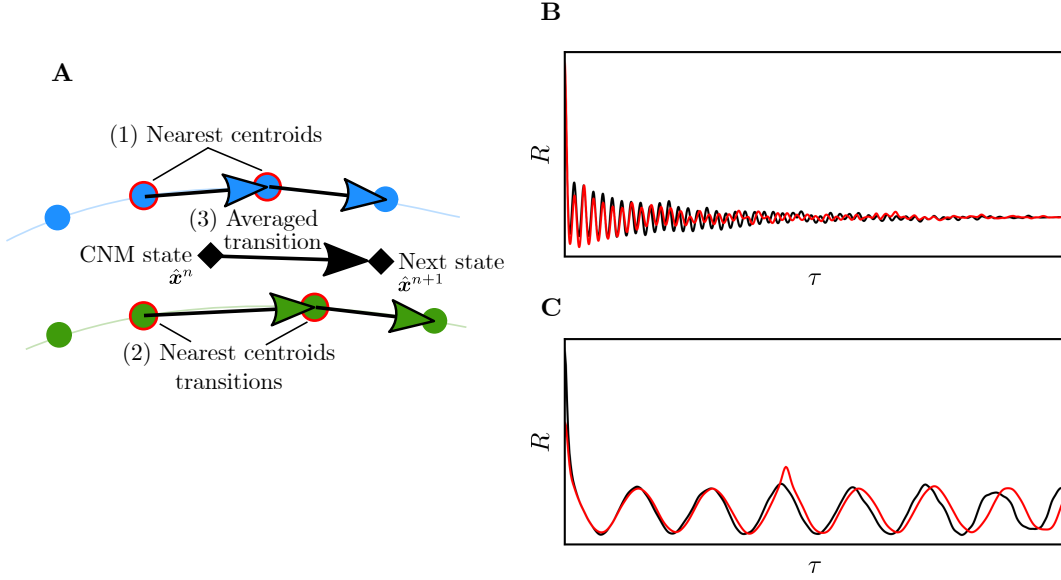 A
(1) Nearest centroids
(3) Averaged
transition
CNM state
x̂ⁿ
Next state
x̂ⁿ⁺¹
(2) Nearest centroids
transitions
B
R
τ
C
R
τ